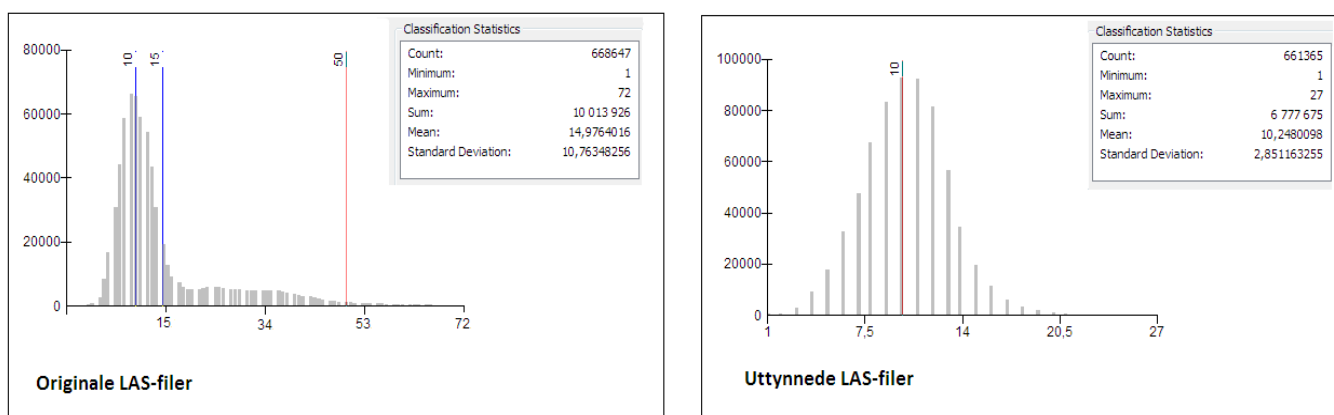 Classification Statistics
Count: 668647
Minimum: 1
Maximum: 72
Sum: 10 013 926
Mean: 14,9764016
Standard Deviation: 10,76348256
10 15 50
80000
60000
40000
20000
0
15 34 53 72
Originale LAS-filer
Classification Statistics
Count: 661365
Minimum: 1
Maximum: 27
Sum: 6 777 675
Mean: 10,2480098
Standard Deviation: 2,851163255
10
100000
80000
60000
40000
20000
0
1 7,5 14 20,5 27
Uttynnede LAS-filer